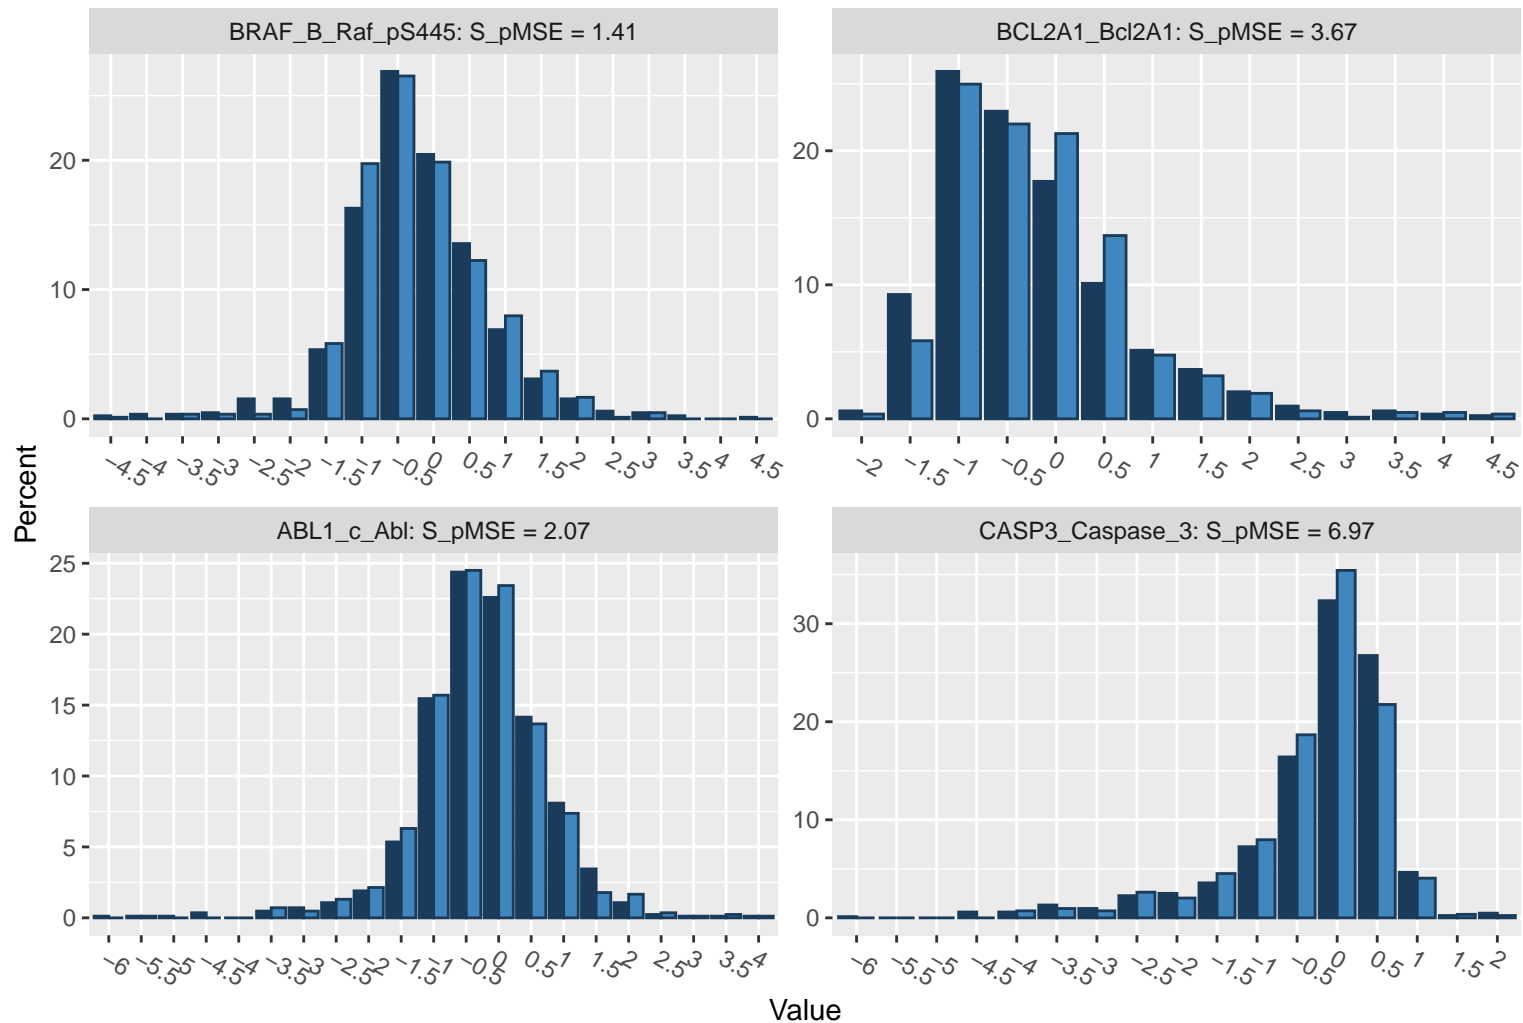 BRAF_B_Raf_pS445: S_pMSE = 1.41
20
10
0
−4.5 −4 −3.5 −3 −2.5 −2 −1.5 −1 −0.5 0 0.5 1 1.5 2 2.5 3 3.5 4 4.5
BCL2A1_Bcl2A1: S_pMSE = 3.67
20
10
0
−2 −1.5 −1 −0.5 0 0.5 1 1.5 2 2.5 3 3.5 4 4.5
Percent
ABL1_c_Abl: S_pMSE = 2.07
25
20
15
10
5
0
−6 −5.5 −5 −4.5 −4 −3.5 −3 −2.5 −2 −1.5 −1 −0.5 0 0.5 1 1.5 2 2.5 3 3.5 4
CASP3_Caspase_3: S_pMSE = 6.97
30
20
10
0
−6 −5.5 −5 −4.5 −4 −3.5 −3 −2.5 −2 −1.5 −1 −0.5 0 0.5 1 1.5 2
Value